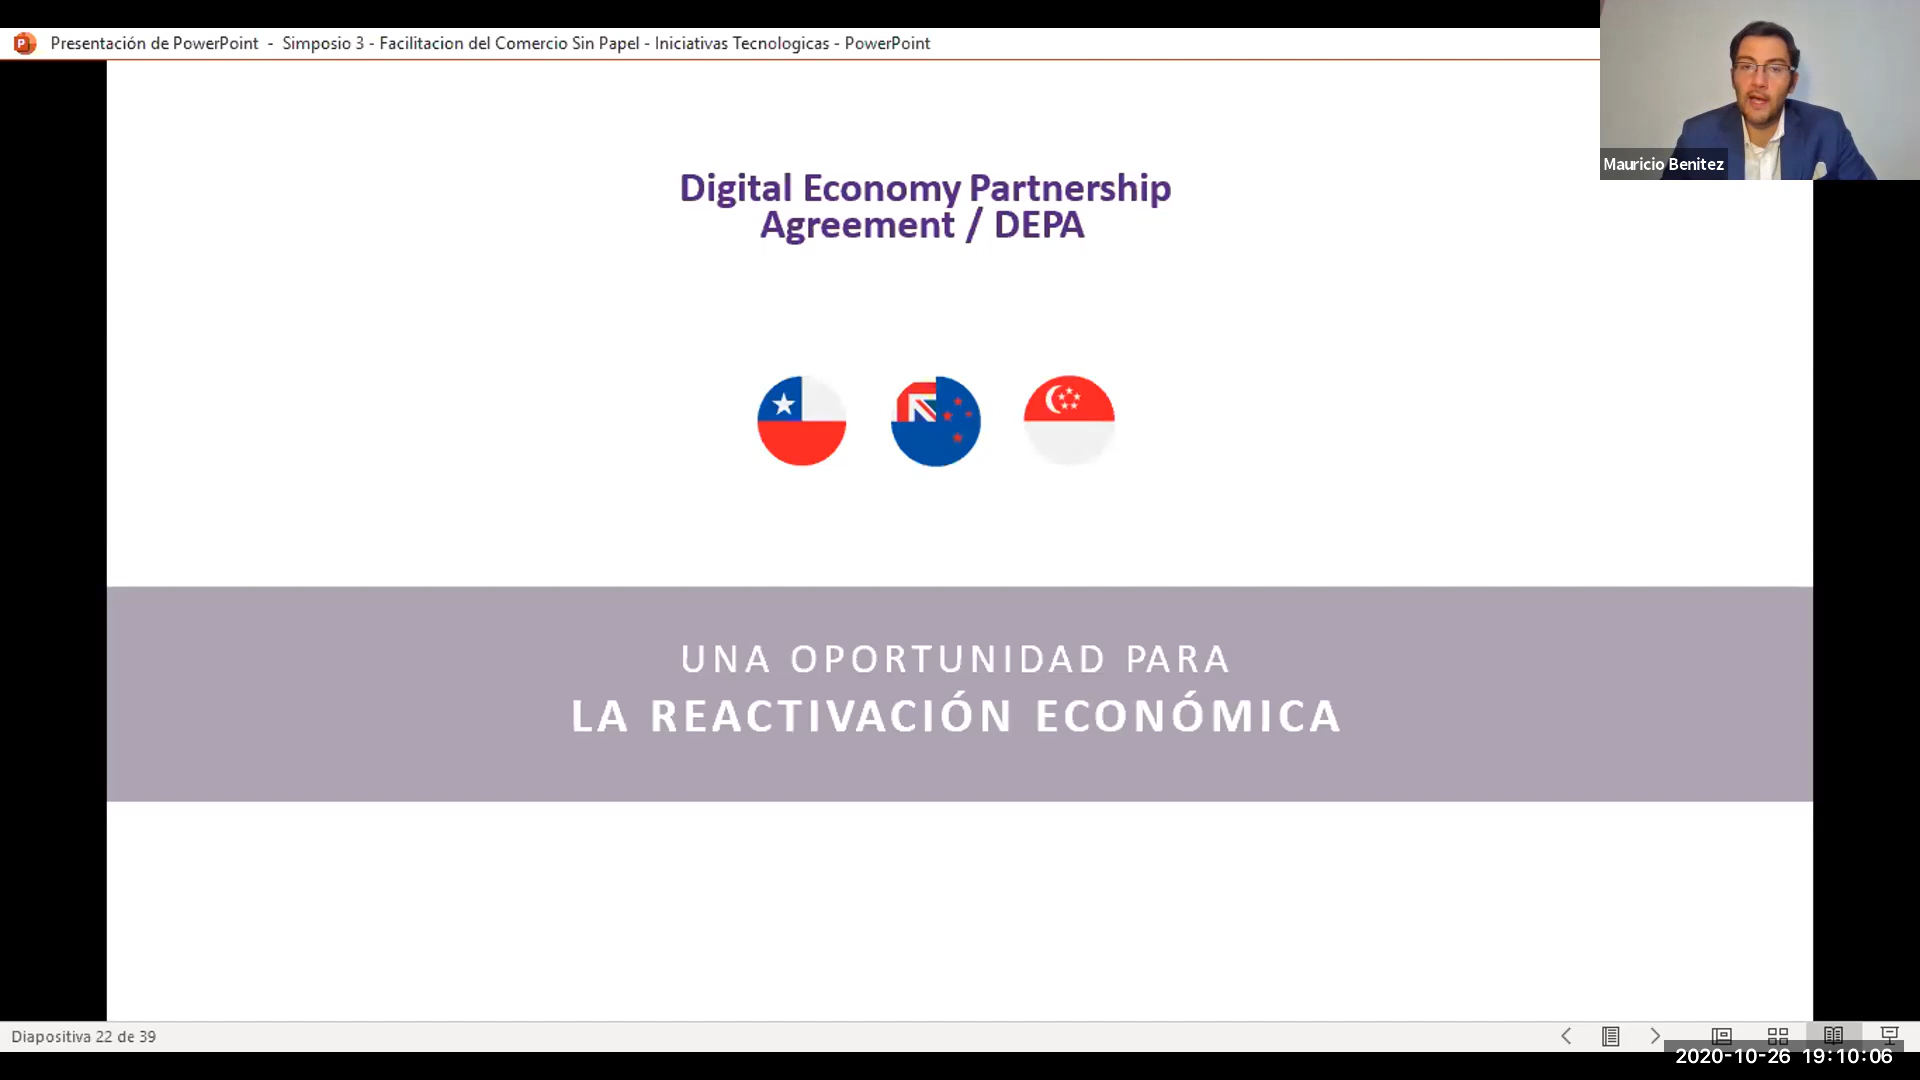 Presentación de PowerPoint - Simposio 3 - Facilitacion del Comercio Sin Papel - Iniciativas Tecnologicas - PowerPoint
Mauricio Benitez
Digital Economy Partnership
Agreement / DEPA
UNA OPORTUNIDAD PARA
LA REACTIVACIÓN ECONÓMICA
Diapositiva 22 de 39
2020-10-26 19:10:06